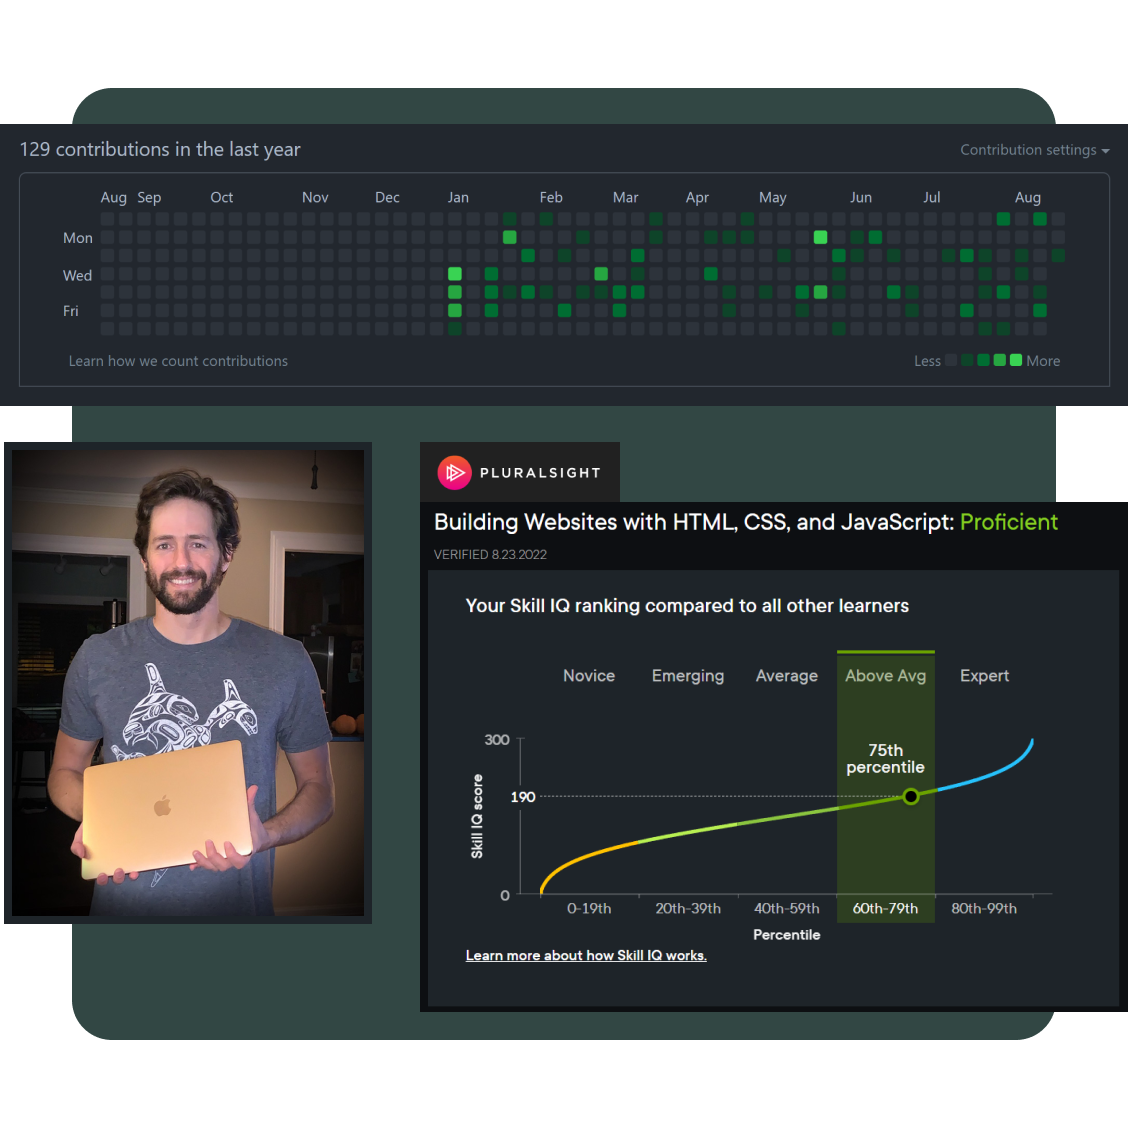 129 contributions in the last year
Contribution settings
Aug Sep Oct Nov Dec Jan Feb Mar Apr May Jun Jul Aug
Mon
Wed
Fri
Learn how we count contributions
Less More
PLURALSIGHT
Building Websites with HTML, CSS, and JavaScript: Proficient
VERIFIED 8.23.2022
Your Skill IQ ranking compared to all other learners
Novice Emerging Average Above Avg Expert
300
75th
percentile
190
Skill IQ score
0
0-19th 20th-39th 40th-59th 60th-79th 80th-99th
Percentile
Learn more about how Skill IQ works.